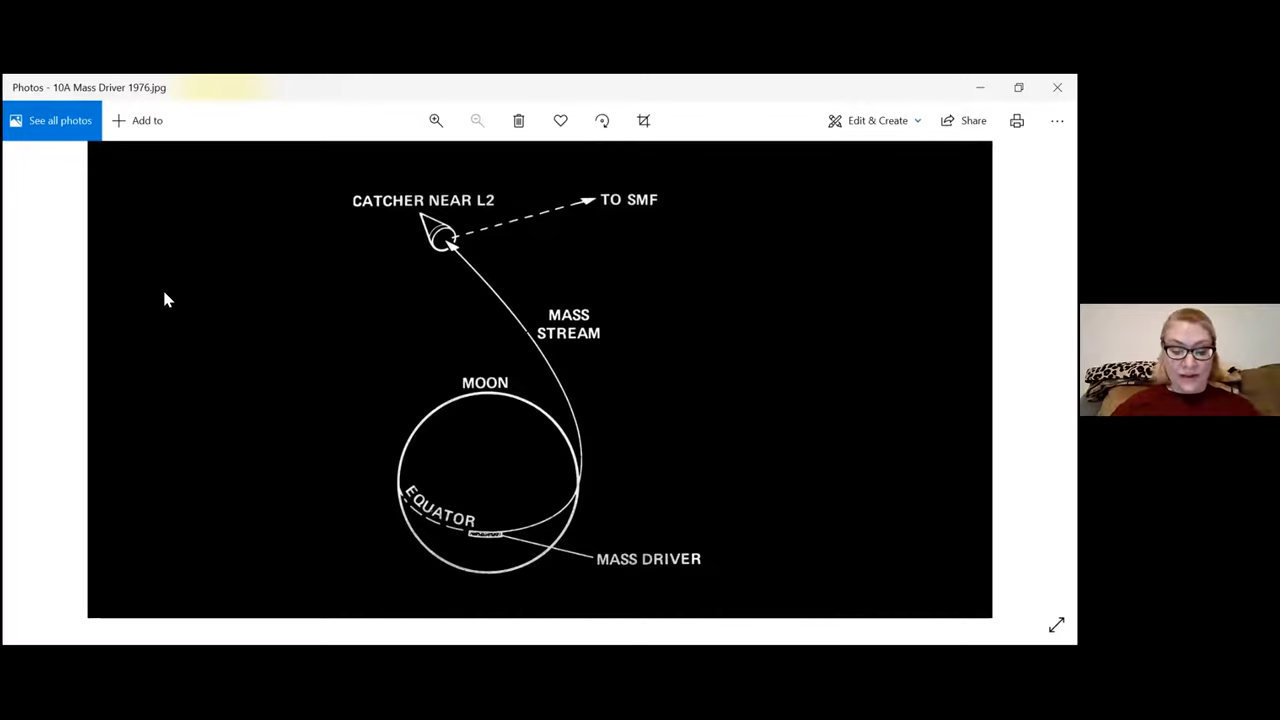 Photos - 10A Mass Driver 1976.jpg
See all photos
Add to
Edit & Create
Share
CATCHER NEAR L2
TO SMF
MASS
STREAM
MOON
EQUATOR
MASS DRIVER